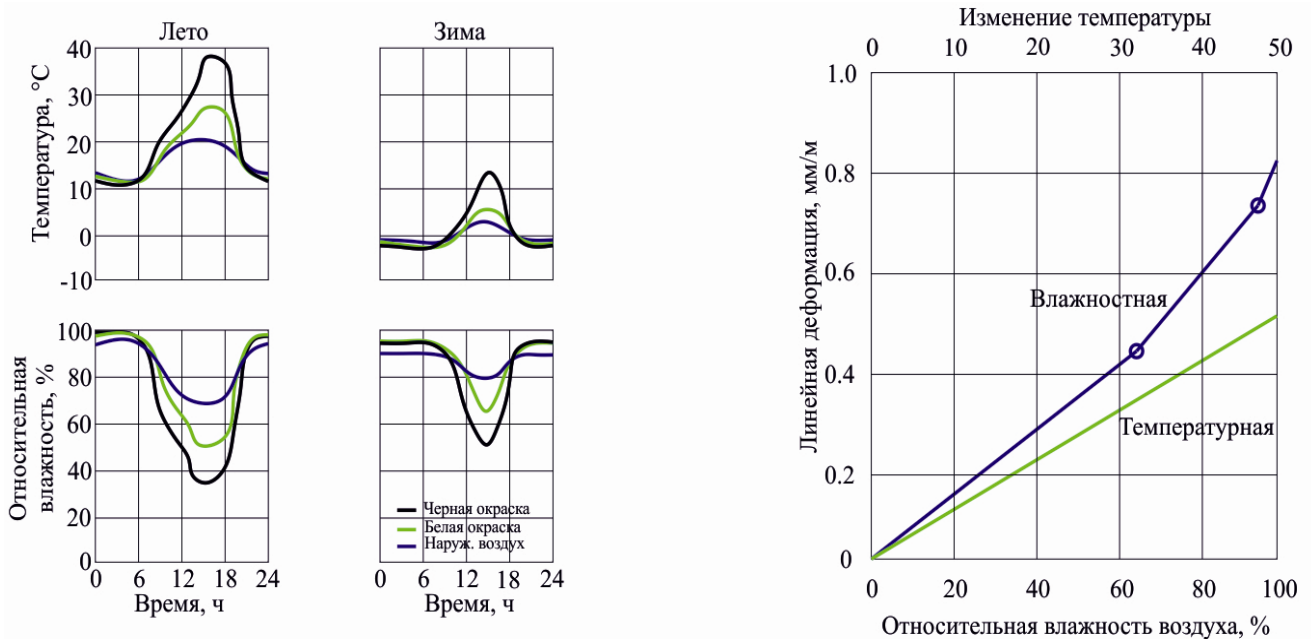 Лето
Зима
Температура, °C
40
30
20
10
0
-10
Относительная
влажность, %
100
80
60
40
20
0
Черная окраска
Белая окраска
Наруж. воздух
0 6 12 18 24
0 6 12 18 24
Время, ч
Время, ч
Изменение температуры
0 10 20 30 40 50
Линейная деформация, мм/м
1.0
0.8
0.6
0.4
0.2
0
Влажностная
Температурная
0 20 40 60 80 100
Относительная влажность воздуха, %